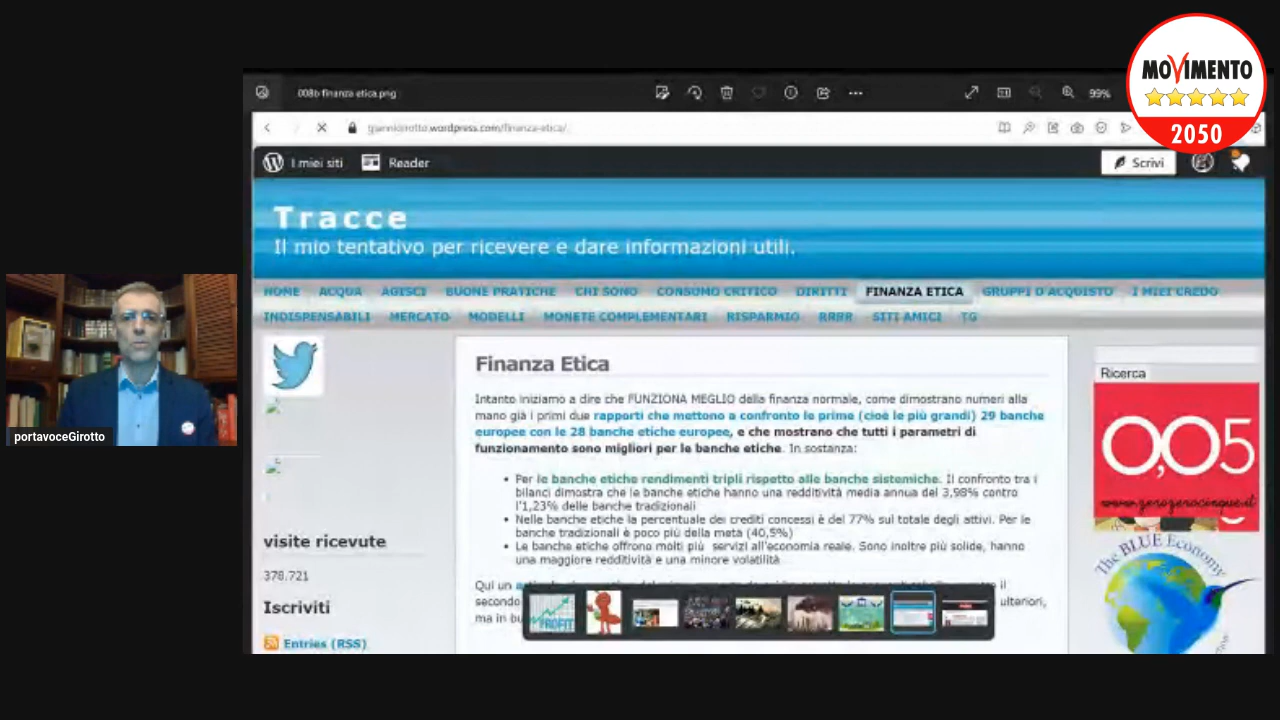 MOVIMENTO
2050
008b finanza etica.png
99%
giannigirotto.wordpress.com/finanza-etica/
I miei siti
Reader
Scrivi
Tracce
Il mio tentativo per ricevere e dare informazioni utili.
HOME ACQUA AGISCI BUONE PRATICHE CHI SONO CONSUMO CRITICO DIRITTI FINANZA ETICA GRUPPI D'ACQUISTO I MIEI CREDO
INDISPENSABILI MERCATO MODELLI MONETE COMPLEMENTARI RISPARMIO RRRR SITI AMICI TG
Finanza Etica
Intanto iniziamo a dire che FUNZIONA MEGLIO della finanza normale, come dimostrano numeri alla
mano già i primi due rapporti che mettono a confronto le prime (cioè le più grandi) 29 banche
europee con le 28 banche etiche europee, e che mostrano che tutti i parametri di
funzionamento sono migliori per le banche etiche. In sostanza:
Per le banche etiche rendimenti tripli rispetto alle banche sistemiche. Il confronto tra i
bilanci dimostra che le banche etiche hanno una redditività media annua del 3,98% contro
l'1,23% delle banche tradizionali
Nelle banche etiche la percentuale dei crediti concessi è del 77% sul totale degli attivi. Per le
banche tradizionali è poco più della metà (40,5%)
Le banche etiche offrono molti più servizi all'economia reale. Sono inoltre più solide, hanno
una maggiore redditività e una minore volatilità
Qui un
il
secondo
ulteriori,
ma in
visite ricevute
378.721
Iscriviti
Entries (RSS)
Ricerca
0,05
www.zerozerocinque.it
The BLUE Economy
PROFIT
portavoceGirotto